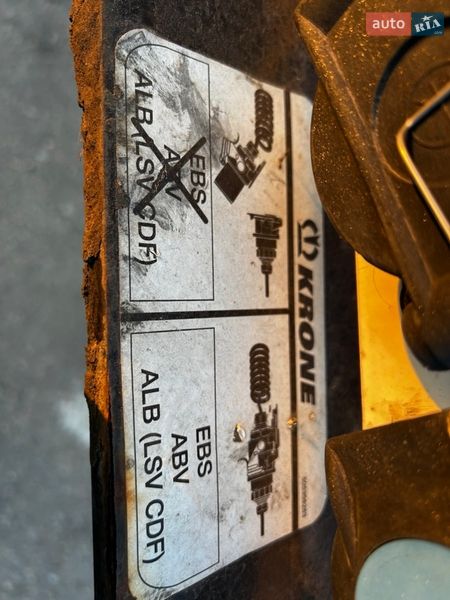 auto RIA
KRONE
EBS
ABV
ALB (LSV CDF)
EBS
ABV
ALB (LSV CDF)